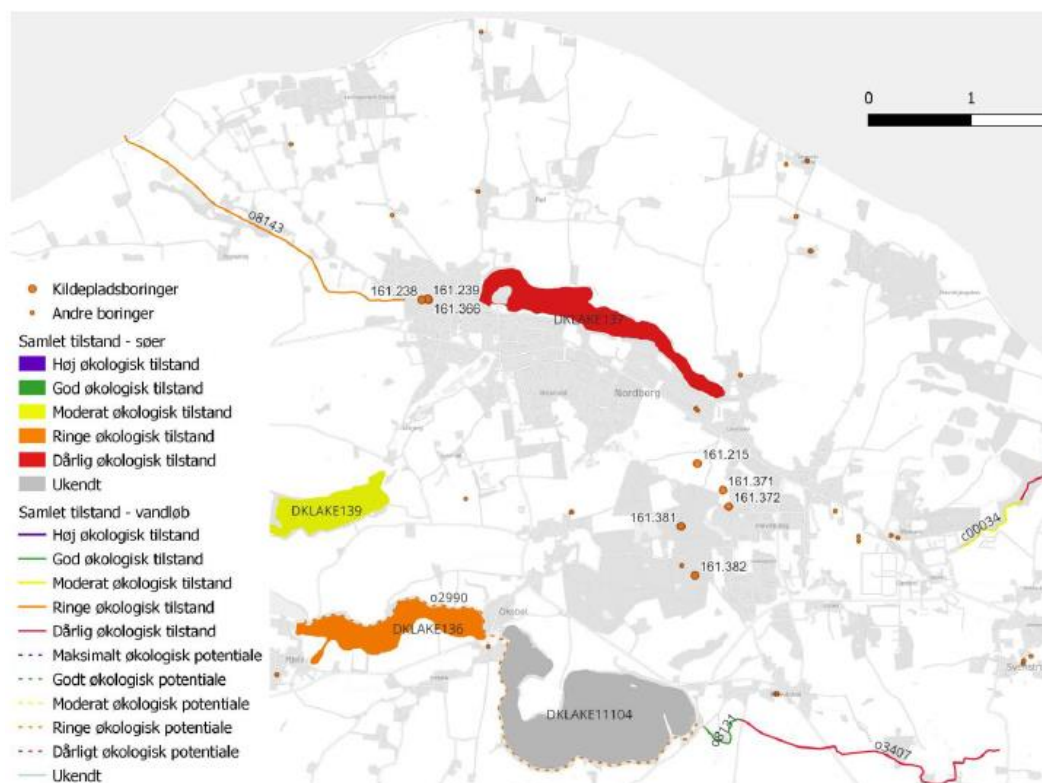 0 1
o8143
161.238
161.239
161.366
Kildepladsboringer
Andre boringer
DKLAKE137
Samlet tilstand - søer
Høj økologisk tilstand
God økologisk tilstand
Moderat økologisk tilstand
Ringe økologisk tilstand
Dårlig økologisk tilstand
Ukendt
Nordborg
161.215
161.371
161.372
161.381
161.382
DKLAKE139
c00034
Samlet tilstand - vandløb
Høj økologisk tilstand
God økologisk tilstand
Moderat økologisk tilstand
Ringe økologisk tilstand
Dårlig økologisk tilstand
Maksimalt økologisk potentiale
Godt økologisk potentiale
Moderat økologisk potentiale
Ringe økologisk potentiale
Dårligt økologisk potentiale
Ukendt
o2990
DKLAKE136
DKLAKE11104
o8131
o3407